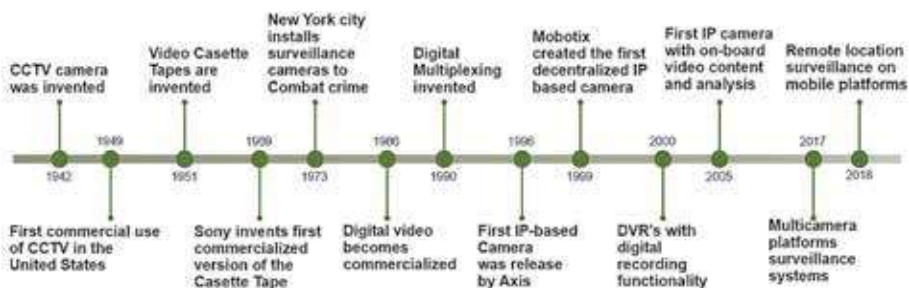 CCTV camera
was invented
1942
1949
First commercial use
of CCTV in the
United States
Video Casette
Tapes are
invented
1951
1969
Sony invents first
commercialized
version of the
Casette Tape
New York city
installs
surveillance
cameras to
Combat crime
1973
1986
Digital video
becomes
commercialized
Digital
Multiplexing
invented
1990
1996
First IP-based
Camera
was release
by Axis
Mobotix
created the first
decentralized IP
based camera
1999
2000
DVR's with
digital
recording
functionality
First IP camera
with on-board
video content
and analysis
2005
2017
Multicamera
platforms
surveillance
systems
Remote location
surveillance on
mobile platforms
2018